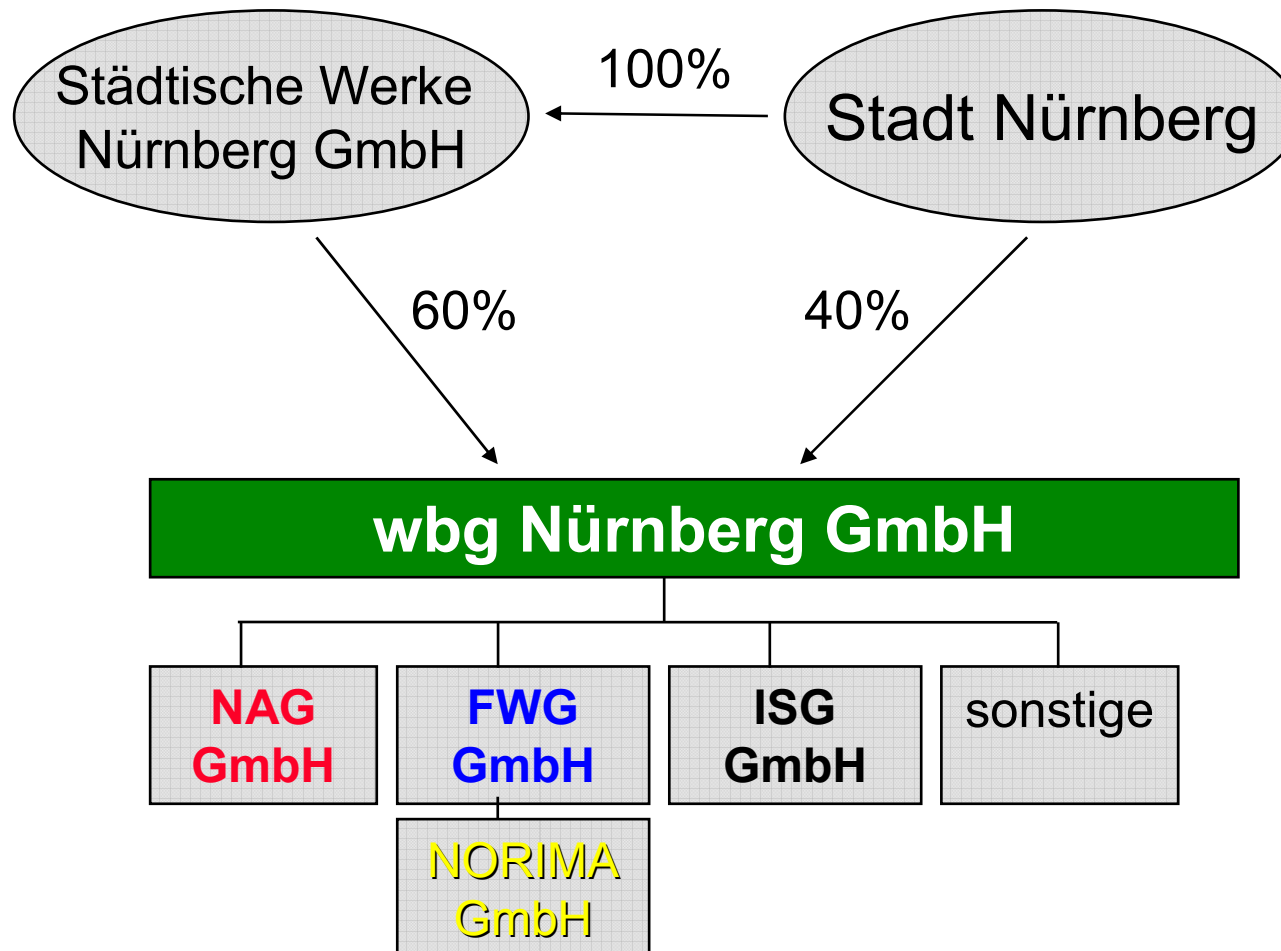 Städtische Werke
Nürnberg GmbH
100%
Stadt Nürnberg
60%
40%
wbg Nürnberg GmbH
NAG
GmbH
FWG
GmbH
ISG
GmbH
sonstige
NORIMA
GmbH